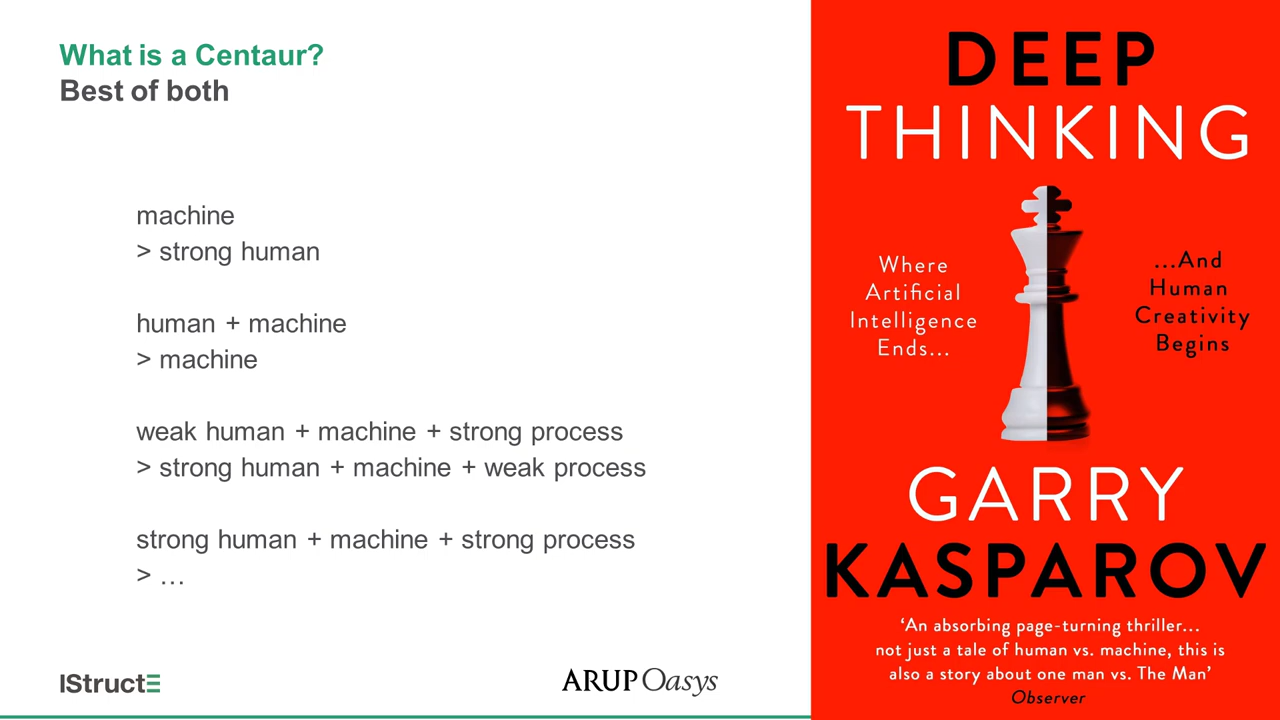 What is a Centaur?
Best of both
machine
> strong human
human + machine
> machine
weak human + machine + strong process
> strong human + machine + weak process
strong human + machine + strong process
> …
IStructE
ARUP Oasys
DEEP
THINKING
Where
Artificial
Intelligence
Ends...
...And
Human
Creativity
Begins
GARRY
KASPAROV
‘An absorbing page-turning thriller...
not just a tale of human vs. machine, this is
also a story about one man vs. The Man’
Observer